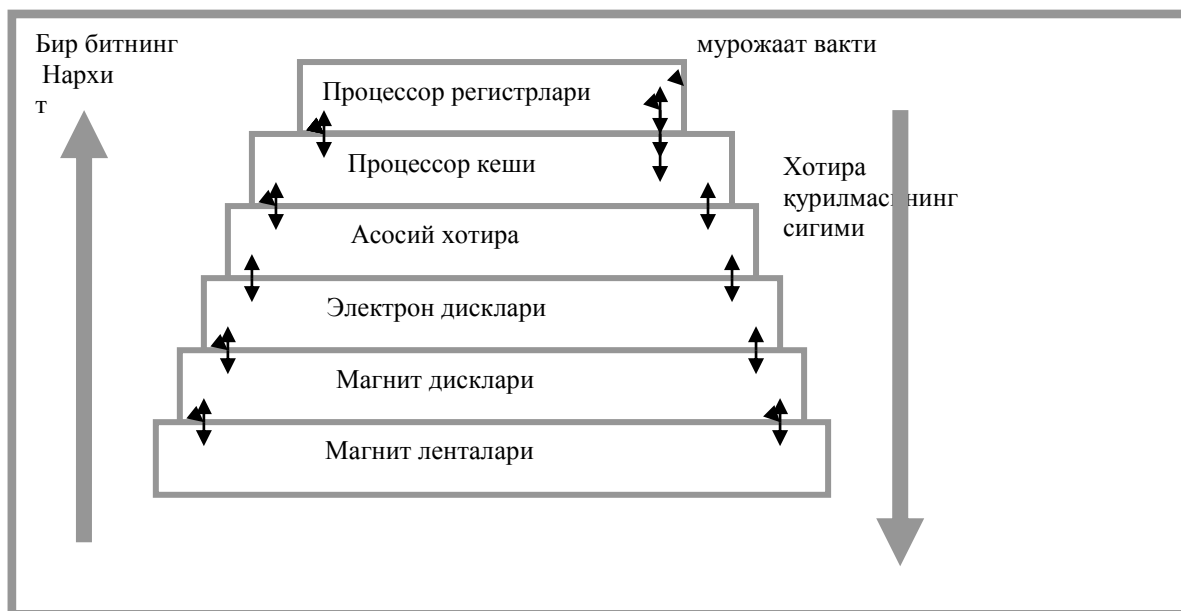 Бир битнинг
Нархи
т
мурожаат вакти
Процессор регистрлари
Процессор кеши
Хотира
қурилмасининг
сигими
Асосий хотира
Электрон дисклари
Магнит дисклари
Магнит ленталари